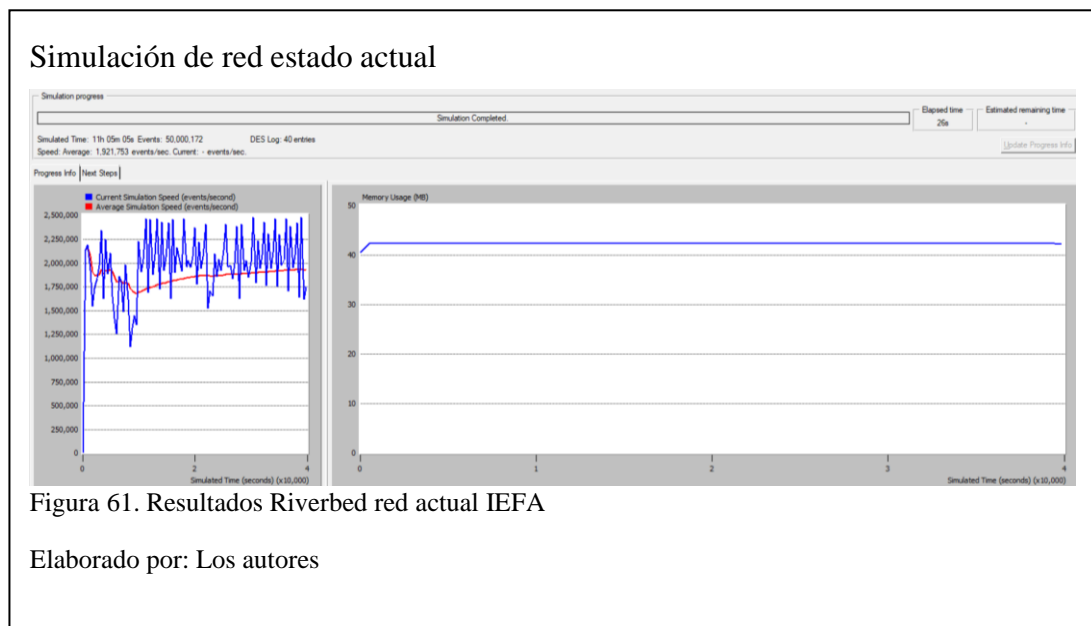 Simulación de red estado actual
Simulation progress
Simulation Completed.
Elapsed time
26s
Estimated remaining time
-
Simulated Time: 11h 05m 05s Events: 50,000,172 DES Log: 40 entries
Speed: Average: 1,921,753 events/sec. Current: - events/sec.
Update Progress Info
Progress Info Next Steps
Current Simulation Speed (events/second)
Average Simulation Speed (events/second)
2,500,000
2,250,000
2,000,000
1,750,000
1,500,000
1,250,000
1,000,000
750,000
500,000
250,000
0
0 2 4
Simulated Time (seconds) (x10,000)
Memory Usage (MB)
50
40
30
20
10
0
0 1 2 3 4
Simulated Time (seconds) (x10,000)
Figura 61. Resultados Riverbed red actual IEFA
Elaborado por: Los autores